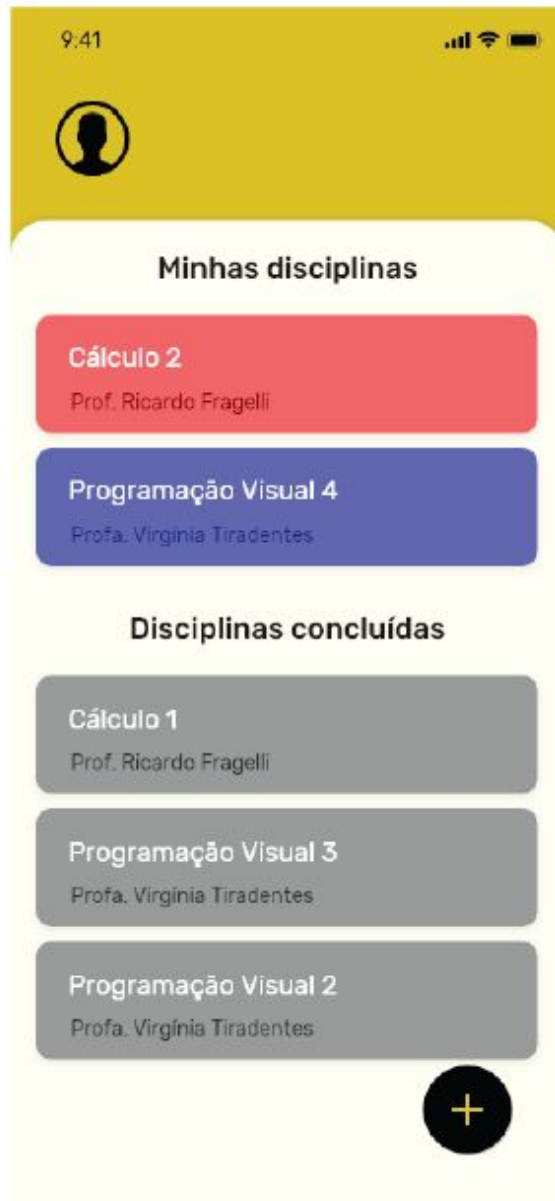 9:41
Minhas disciplinas
Cálculo 2
Prof. Ricardo Fragelli
Programação Visual 4
Profa. Virgínia Tiradentes
Disciplinas concluídas
Cálculo 1
Prof. Ricardo Fragelli
Programação Visual 3
Profa. Virgínia Tiradentes
Programação Visual 2
Profa. Virgínia Tiradentes
+